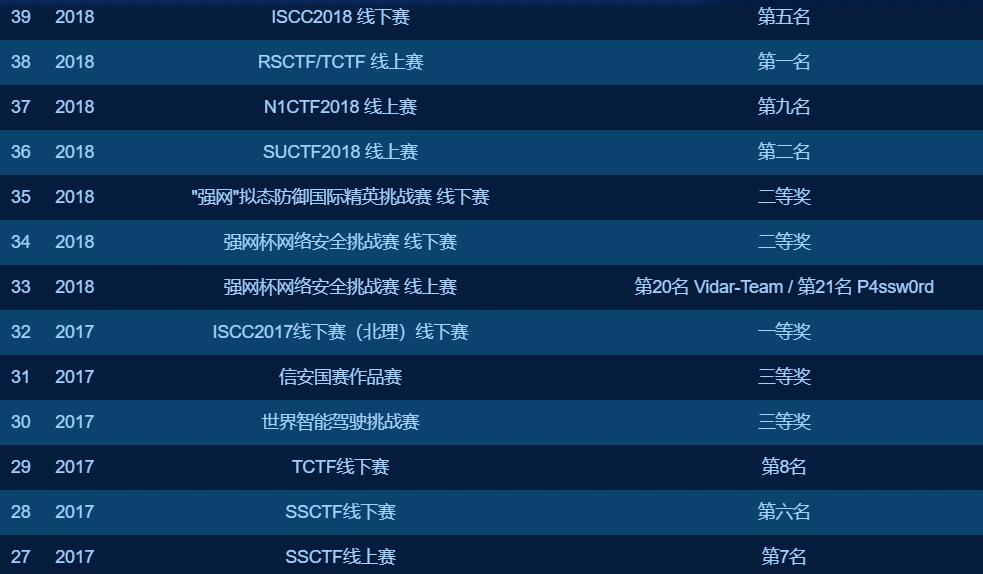 39 2018 ISCC2018 线下赛 第五名
38 2018 RSCTF/TCTF 线上赛 第一名
37 2018 N1CTF2018 线上赛 第九名
36 2018 SUCTF2018 线上赛 第二名
35 2018 "强网"拟态防御国际精英挑战赛 线下赛 二等奖
34 2018 强网杯网络安全挑战赛 线下赛 二等奖
33 2018 强网杯网络安全挑战赛 线上赛 第20名 Vidar-Team / 第21名 P4ssw0rd
32 2017 ISCC2017线下赛（北理）线下赛 一等奖
31 2017 信安国赛作品赛 三等奖
30 2017 世界智能驾驶挑战赛 三等奖
29 2017 TCTF线下赛 第8名
28 2017 SSCTF线下赛 第六名
27 2017 SSCTF线上赛 第7名